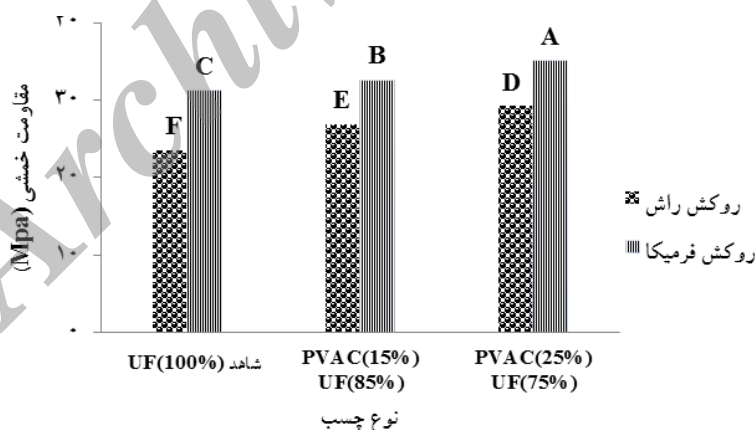 ۴۰
۳۰
۲۰
۱۰
۰
مقاومت خمشی (Mpa)
F
C
E
B
D
A
روکش راش
روکش فرمیکا
شاهد UF(100%)
PVAC(15%)
UF(85%)
PVAC(25%)
UF(75%)
نوع چسب